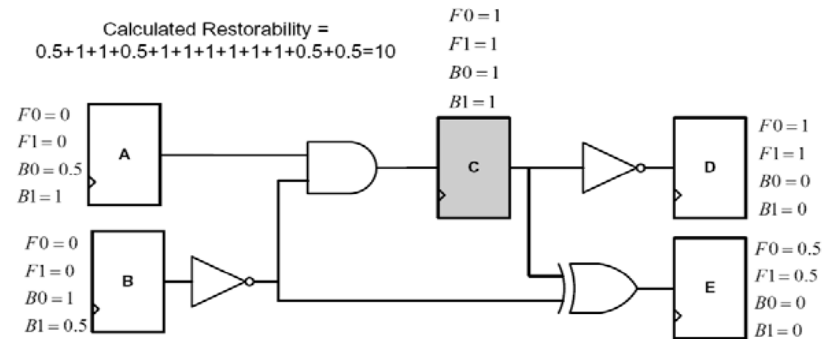 Calculated Restorability =
0.5+1+1+0.5+1+1+1+1+1+1+1+0.5+0.5=10
F0=1
F1=1
B0=1
B1=1
F0=0
F1=0
B0=0.5
B1=1
A
C
D
F0=1
F1=1
B0=0
B1=0
F0=0
F1=0
B0=1
B1=0.5
B
E
F0=0.5
F1=0.5
B0=0
B1=0